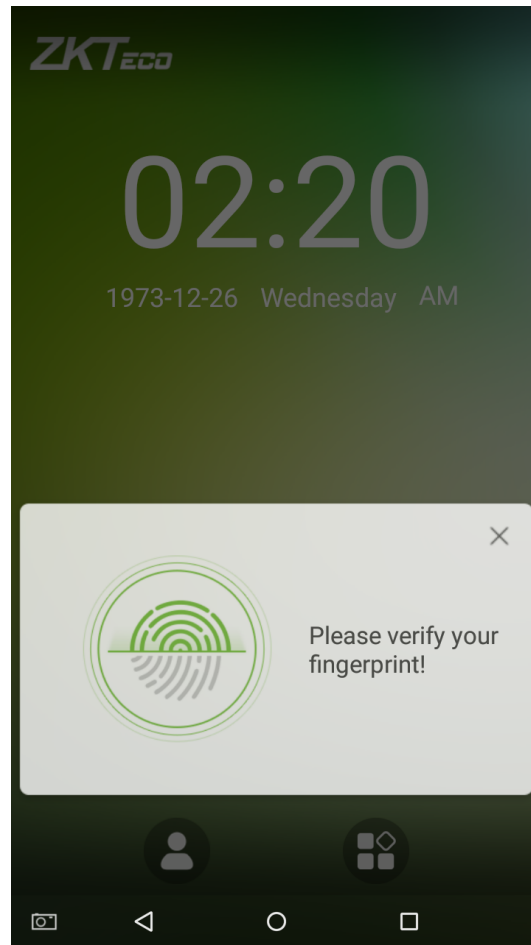 ZKTECO
02:20
1973-12-26 Wednesday AM
Please verify your
fingerprint!